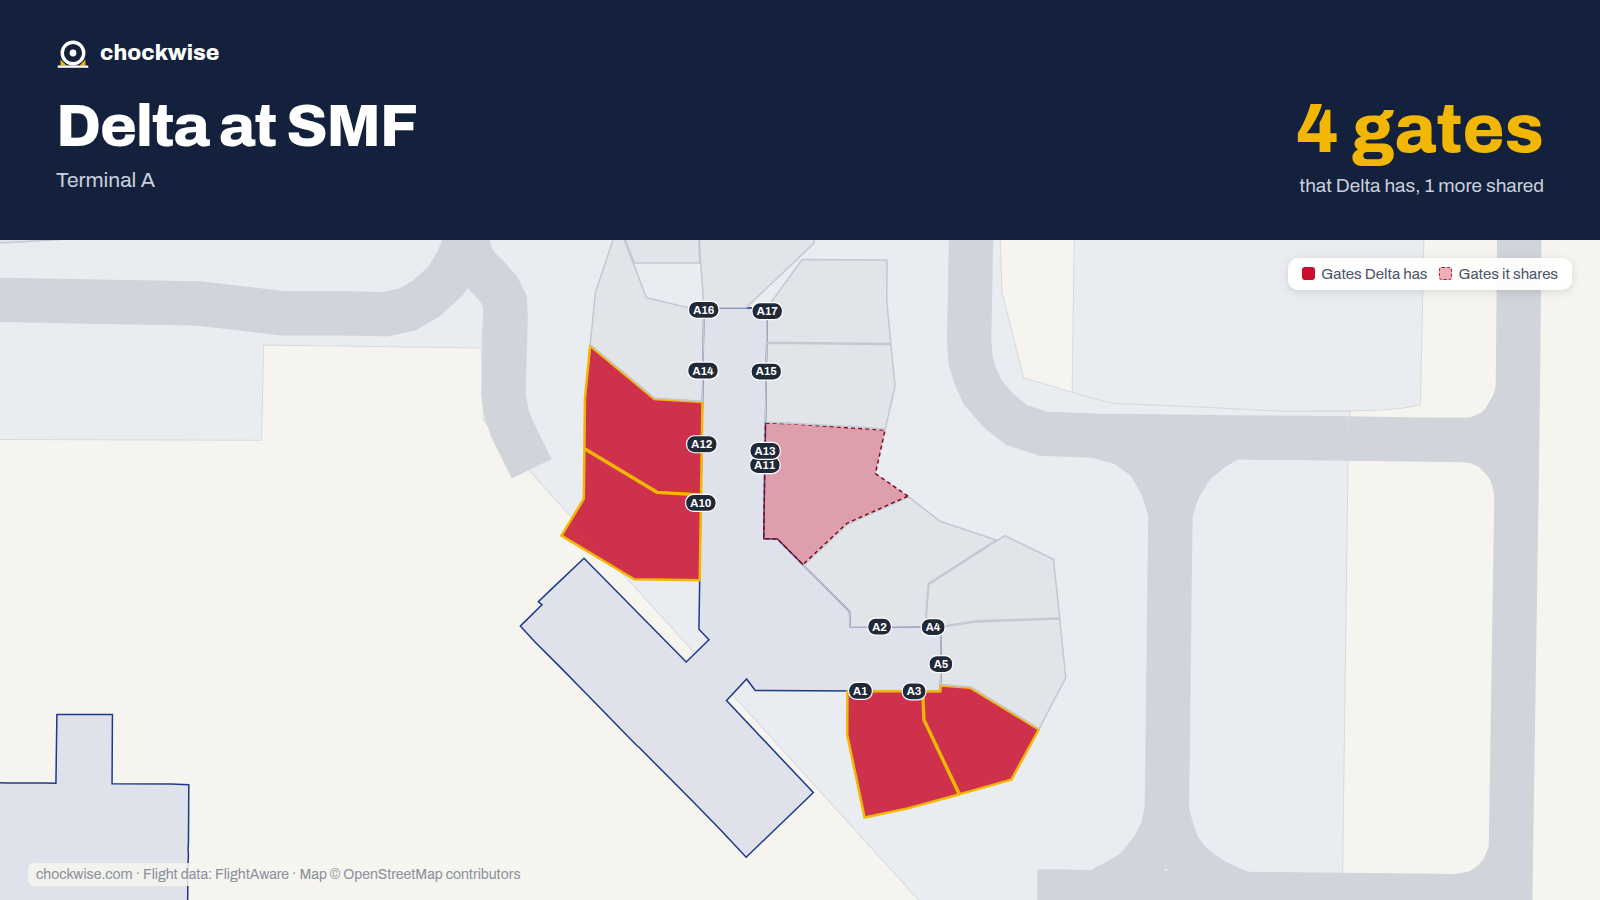 chockwise
Delta at SMF
Terminal A
4 gates
that Delta has, 1 more shared
Gates Delta has
Gates it shares
A16
A17
A14
A15
A12
A13
A11
A10
A2
A4
A5
A1
A3
chockwise.com · Flight data: FlightAware · Map © OpenStreetMap contributors